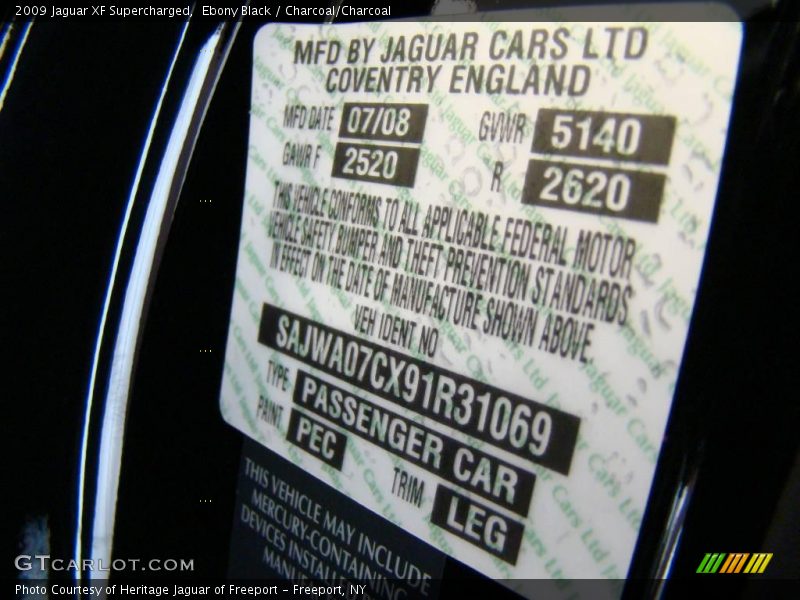 2009 Jaguar XF Supercharged, Ebony Black / Charcoal/Charcoal
MFD BY JAGUAR CARS LTD
COVENTRY ENGLAND
MFD DATE 07/08 GVWR 5140
GAWR F 2520 R 2620
THIS VEHICLE CONFORMS TO ALL APPLICABLE FEDERAL MOTOR
VEHICLE SAFETY BUMPER AND THEFT PREVENTION STANDARDS
IN EFFECT ON THE DATE OF MANUFACTURE SHOWN ABOVE
VEH IDENT NO
SAJWA07CX91R31069
TYPE PASSENGER CAR
PAINT PEC TRIM LEG
THIS VEHICLE MAY INCLUDE
MERCURY-CONTAINING
DEVICES INSTALLED
GTCARLOT.COM
Photo Courtesy of Heritage Jaguar of Freeport – Freeport, NY